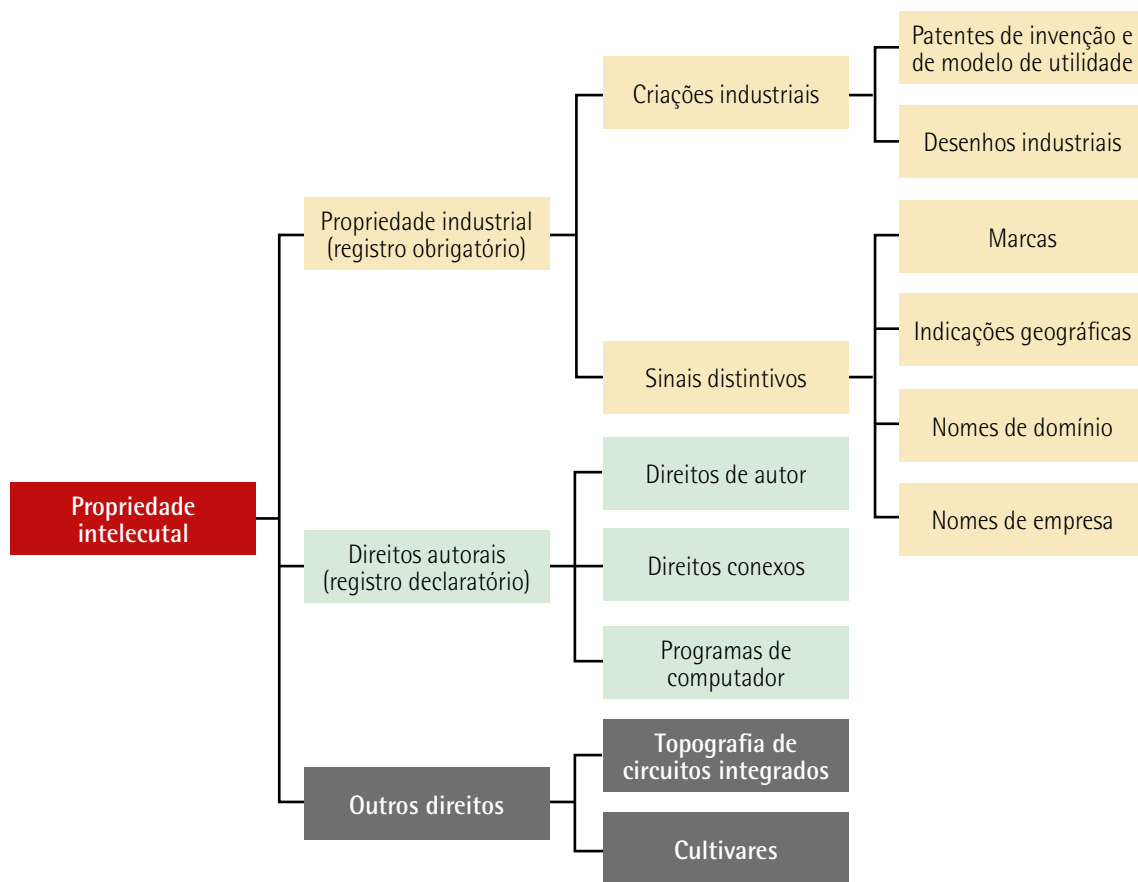 Propriedade
intelecutal
Propriedade industrial
(registro obrigatório)
Criações industriais
Patentes de invenção e
de modelo de utilidade
Desenhos industriais
Sinais distintivos
Marcas
Indicações geográficas
Nomes de domínio
Nomes de empresa
Direitos autorais
(registro declaratório)
Direitos de autor
Direitos conexos
Programas de
computador
Outros direitos
Topografia de
circuitos integrados
Cultivares